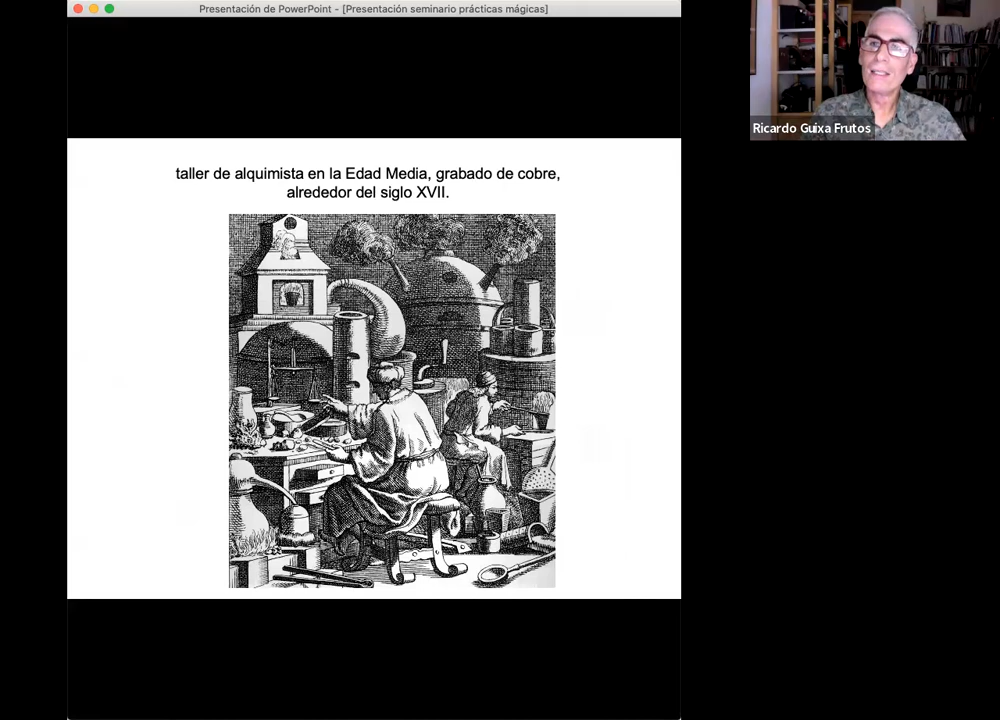 Presentación de PowerPoint - [Presentación seminario prácticas mágicas]
Ricardo Guixa Frutos
taller de alquimista en la Edad Media, grabado de cobre,
alrededor del siglo XVII.